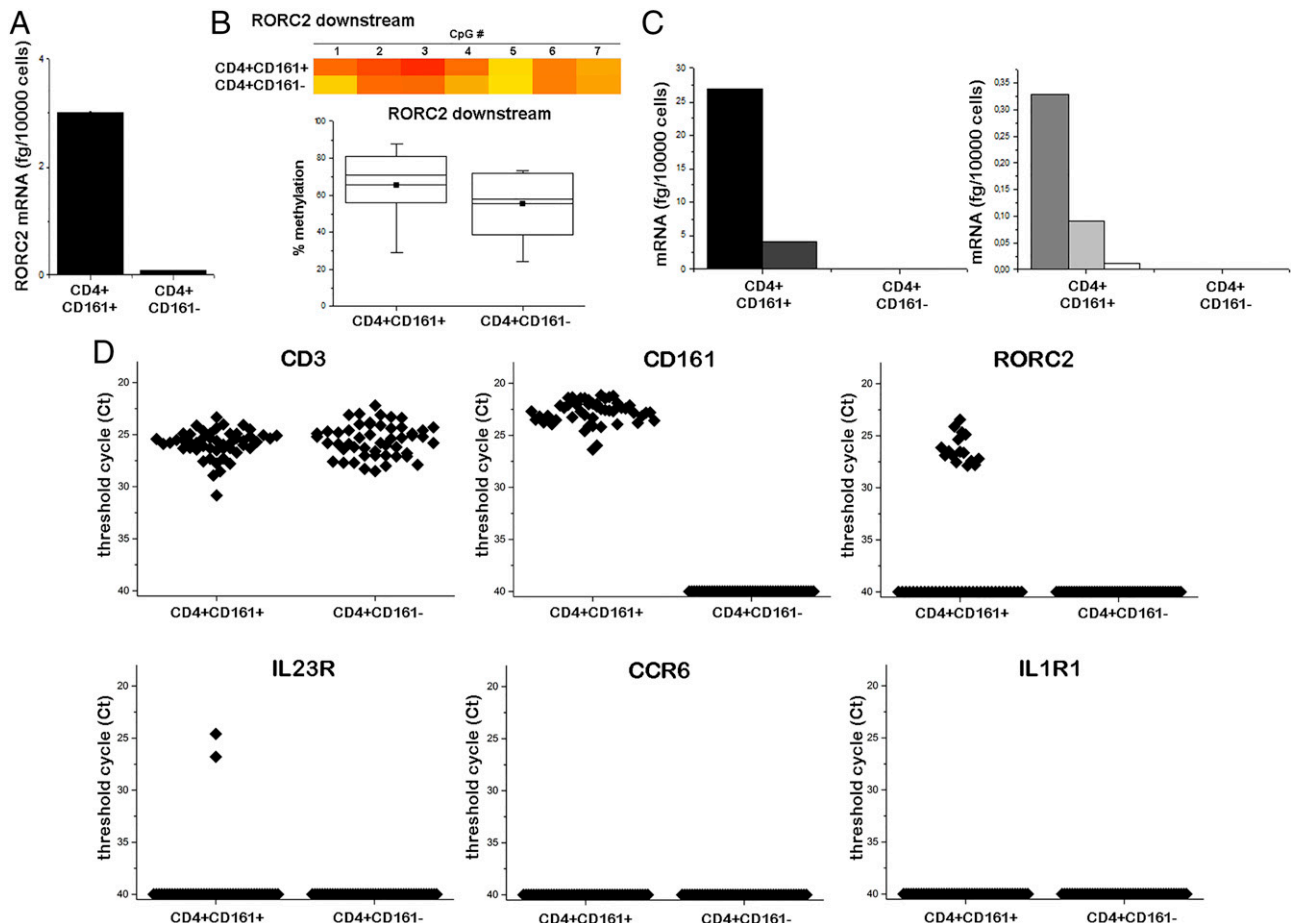 A
RORC2 mRNA (fg/10000 cells)
4
2
0
CD4+
CD161+
CD4+
CD161-
B
RORC2 downstream
CpG #
1 2 3 4 5 6 7
CD4+CD161+
CD4+CD161-
RORC2 downstream
% methylation
100
80
60
40
20
0
CD4+CD161+ CD4+CD161-
C
mRNA (fg/10000 cells)
30
25
20
15
10
5
0
CD4+
CD161+
CD4+
CD161-
mRNA (fg/10000 cells)
0,35
0,30
0,25
0,20
0,15
0,10
0,05
0,00
CD4+
CD161+
CD4+
CD161-
D
CD3
threshold cycle (Ct)
20
25
30
35
40
CD4+CD161+ CD4+CD161-
CD161
threshold cycle (Ct)
20
25
30
35
40
CD4+CD161+ CD4+CD161-
RORC2
threshold cycle (Ct)
20
25
30
35
40
CD4+CD161+ CD4+CD161-
IL23R
threshold cycle (Ct)
20
25
30
35
40
CD4+CD161+ CD4+CD161-
CCR6
threshold cycle (Ct)
20
25
30
35
40
CD4+CD161+ CD4+CD161-
IL1R1
threshold cycle (Ct)
20
25
30
35
40
CD4+CD161+ CD4+CD161-